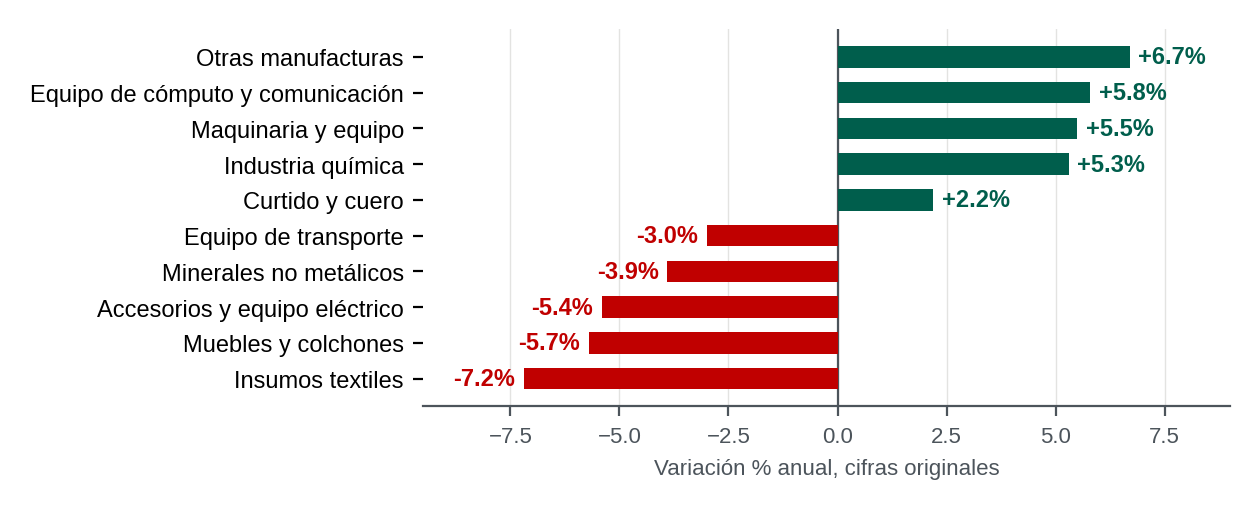 Otras manufacturas +6.7%
Equipo de cómputo y comunicación +5.8%
Maquinaria y equipo +5.5%
Industria química +5.3%
Curtido y cuero +2.2%
Equipo de transporte -3.0%
Minerales no metálicos -3.9%
Accesorios y equipo eléctrico -5.4%
Muebles y colchones -5.7%
Insumos textiles -7.2%
−7.5 −5.0 −2.5 0.0 2.5 5.0 7.5
Variación % anual, cifras originales